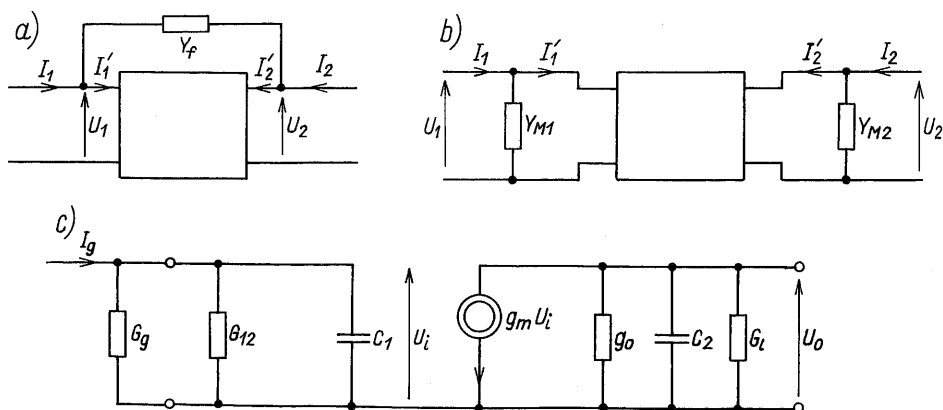 a)
Y_f
I_1
I_1'
I_2'
I_2
U_1
U_2
b)
I_1
I_1'
I_2'
I_2
U_1
Y_M1
Y_M2
U_2
c)
I_g
G_g
G_12
C_1
U_i
g_m U_i
g_o
C_2
G_L
U_o